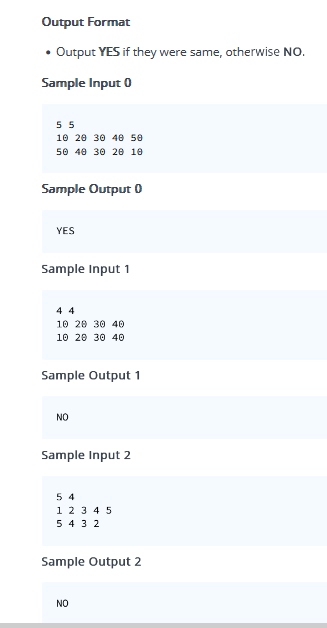 Output Format
• Output YES if they were same, otherwise NO.
Sample Input 0
5 5
10 20 30 40 50
50 40 30 20 10
Sample Output 0
YES
Sample Input 1
4 4
10 20 30 40
10 20 30 40
Sample Output 1
NO
Sample Input 2
5 4
1 2 3 4 5
5 4 3 2
Sample Output 2
NO